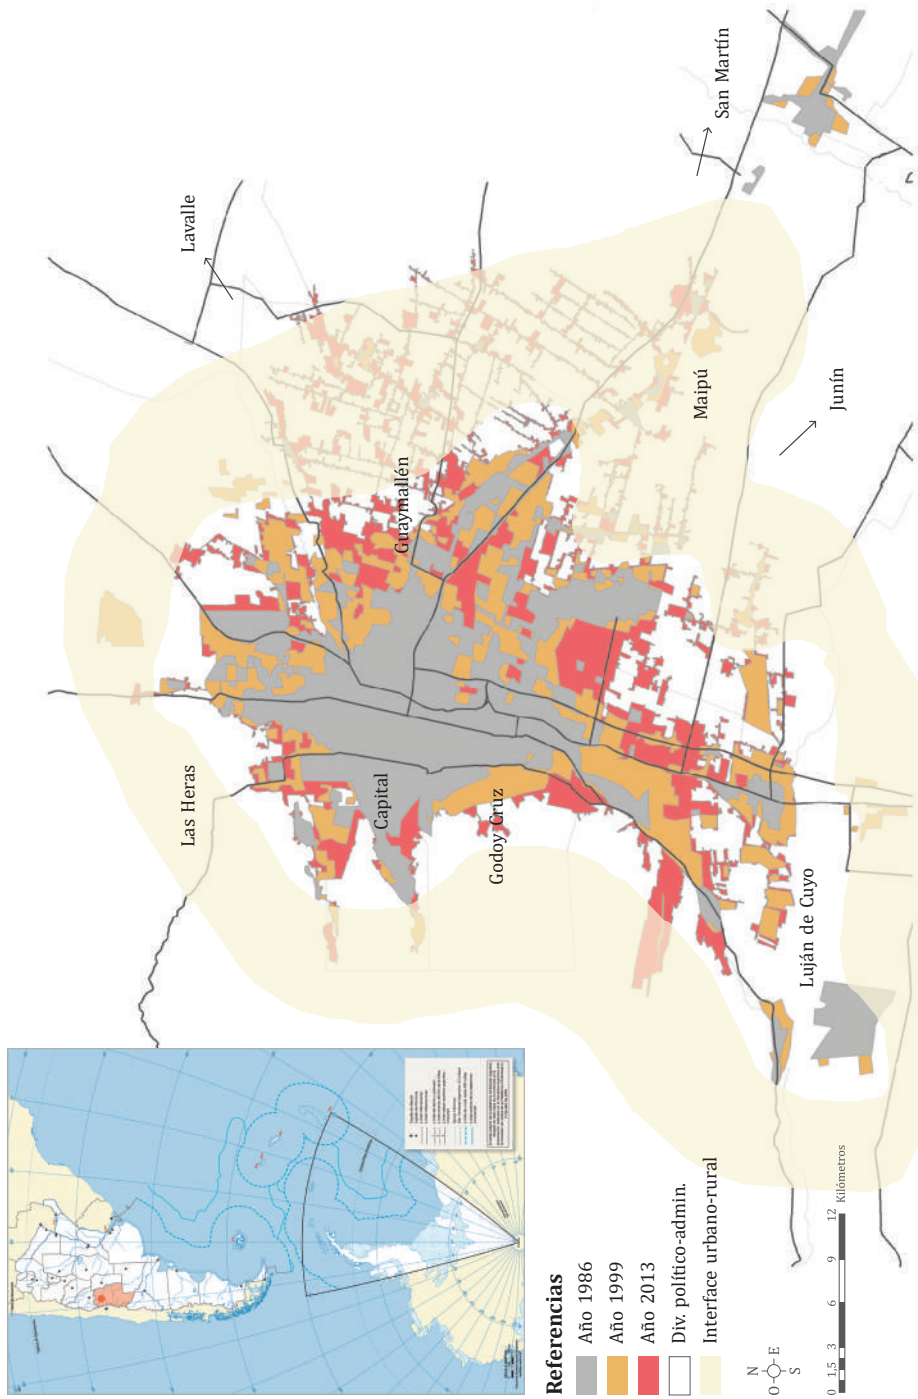 Lavalle
San Martín
Las Heras
Guaymallén
Maipú
Junín
Capital
Godoy Cruz
Luján de Cuyo
Referencias
Año 1986
Año 1999
Año 2013
Div. político-admin.
Interface urbano-rural
N
O E
S
0 1,5 3 6 9 12
Kilómetros